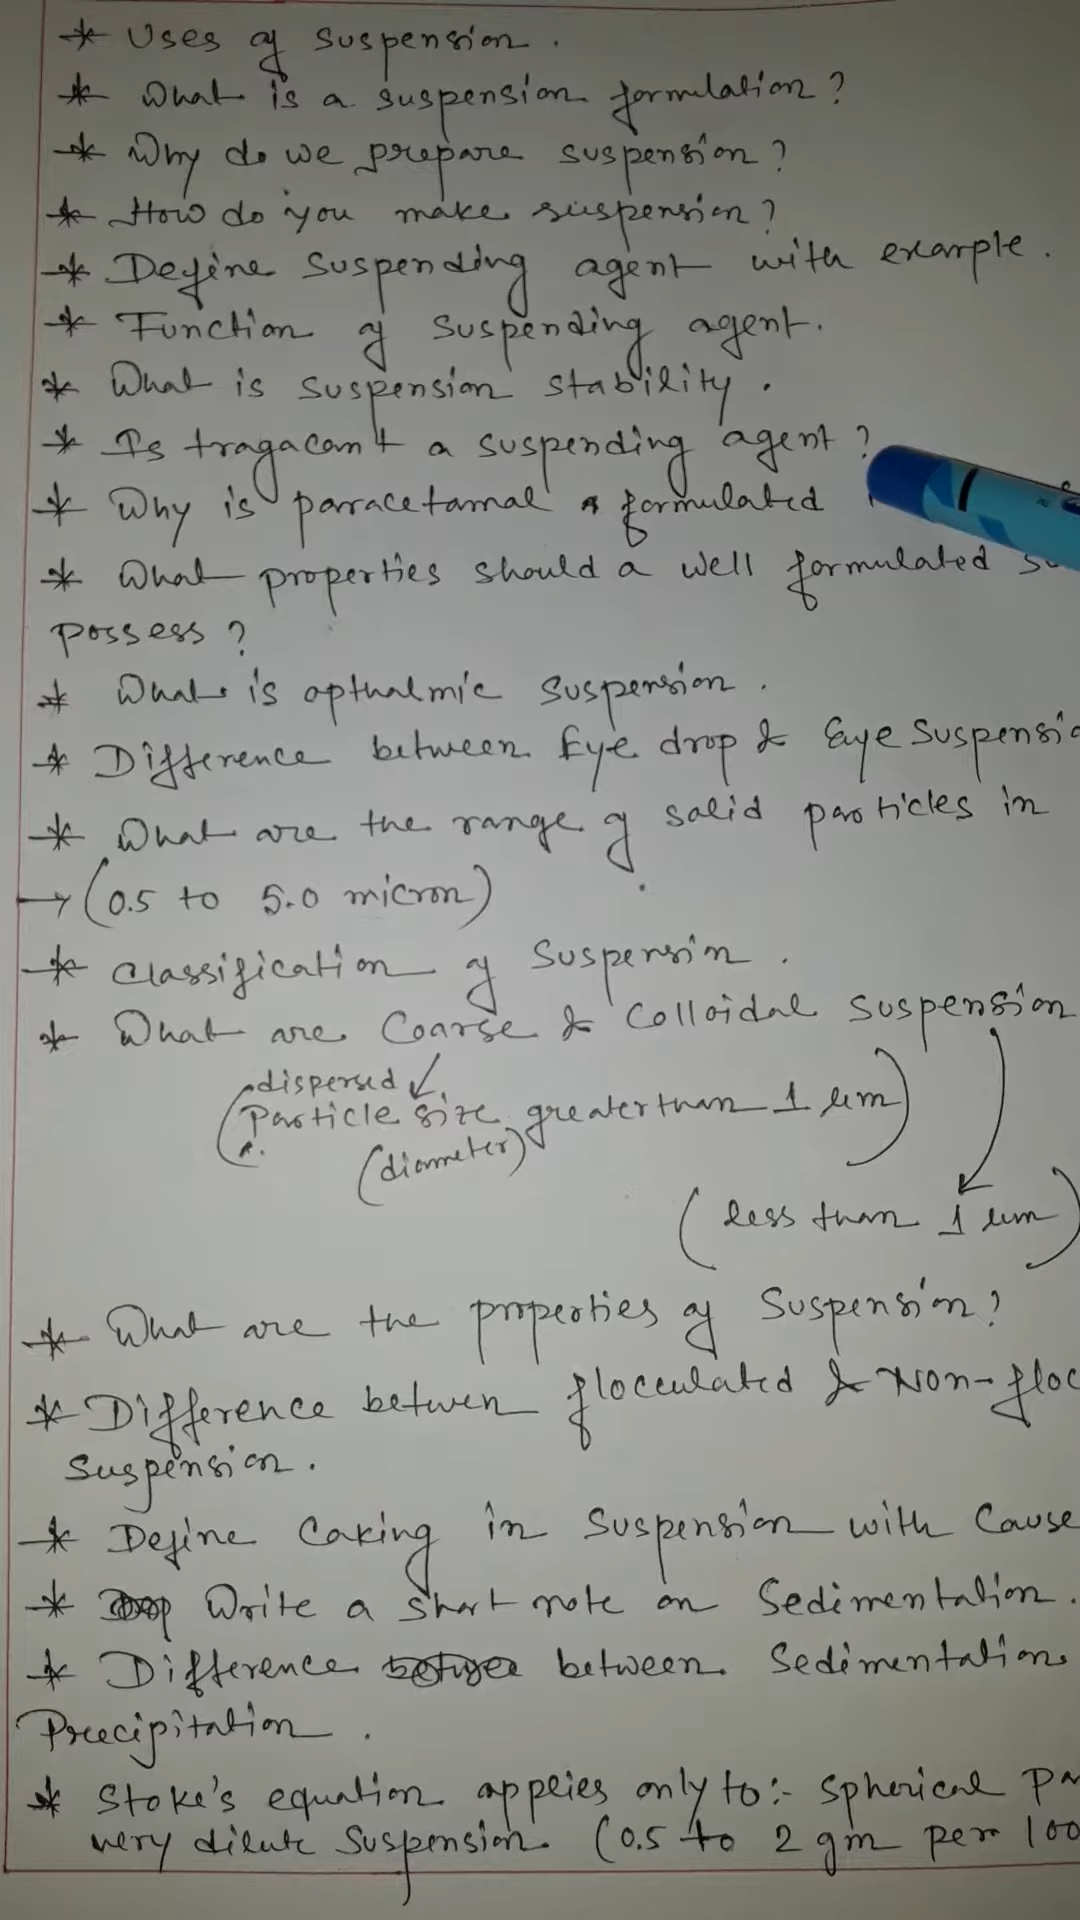 * Uses of suspension.
* What is a suspension formulation?
* Why do we prepare suspension?
* How do you make suspension?
* Define suspending agent with example.
* Function of suspending agent.
* What is suspension stability.
* Is tragacant a suspending agent?
* Why is parracetamal formulated
* What properties should a well formulated
possess?
* What is opthalmic suspension.
* Difference between Eye drop & Eye Suspensio
* What are the range of solid particles in
→ (0.5 to 5.0 micron)
* Classification of Suspension.
* What are Coarse & Colloidal suspension
dispersed
(Particle size greater than 1 µm)
(diameter)
(less than 1 µm)
* What are the properties of Suspension?
* Difference betwen flocculated & Non-floc
suspension.
* Define Caking in Suspension with Cause
* Write a short note on Sedimentation.
* Difference between Sedimentation
Precipitation.
* Stoke's equation applies only to:- spherical Pa
very dilute suspension. (0.5 to 2 gm per 100